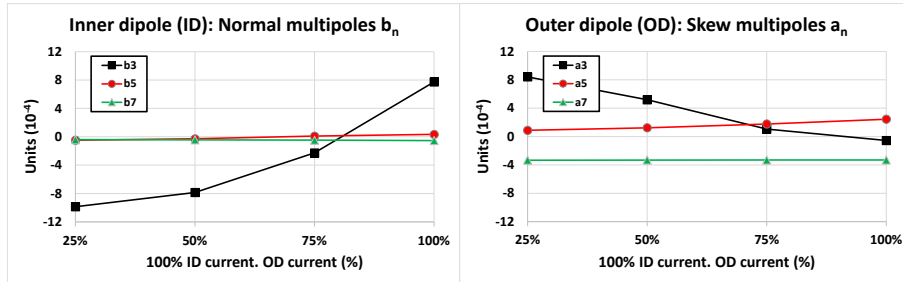 Inner dipole (ID): Normal multipoles bn
12
8
4
0
-4
-8
-12
Units (10⁻⁴)
b3
b5
b7
25% 50% 75% 100%
100% ID current. OD current (%)
Outer dipole (OD): Skew multipoles an
12
8
4
0
-4
-8
-12
Units (10⁻⁴)
a3
a5
a7
25% 50% 75% 100%
100% ID current. OD current (%)